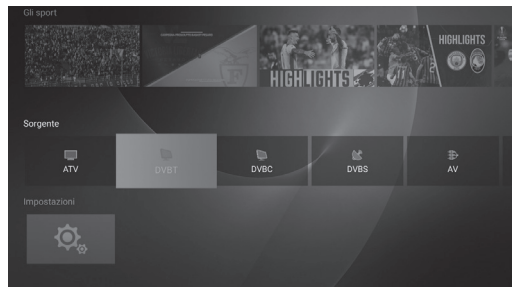 Gli sport
HIGHLIGHTS
HIGHLIGHTS
Sorgente
ATV DVBT DVBC DVBS AV
Impostazioni